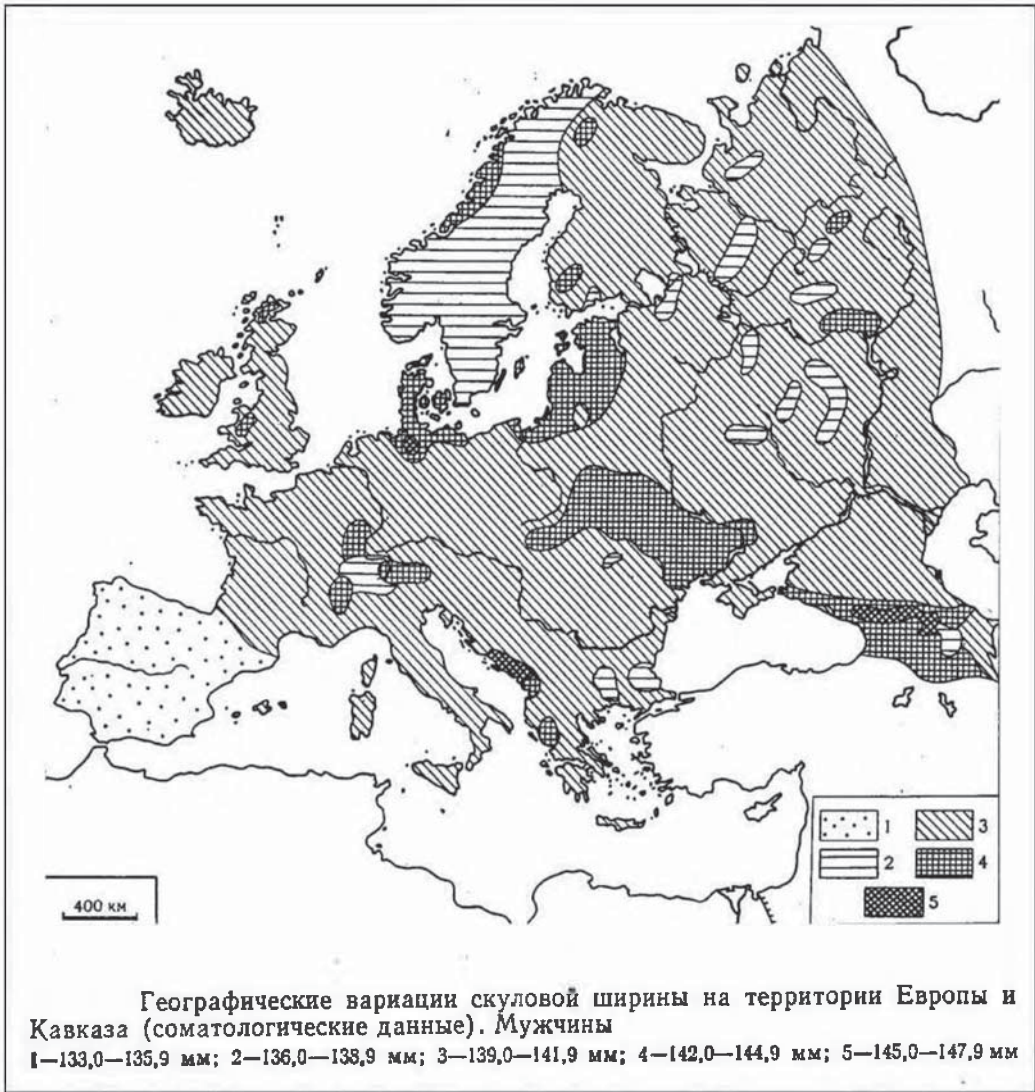 1
2
3
4
5
400 км
Географические вариации скуловой ширины на территории Европы и
Кавказа (соматологические данные). Мужчины
1—133,0—135,9 мм; 2—136,0—138,9 мм; 3—139,0—141,9 мм; 4—142,0—144,9 мм; 5—145,0—147,9 мм